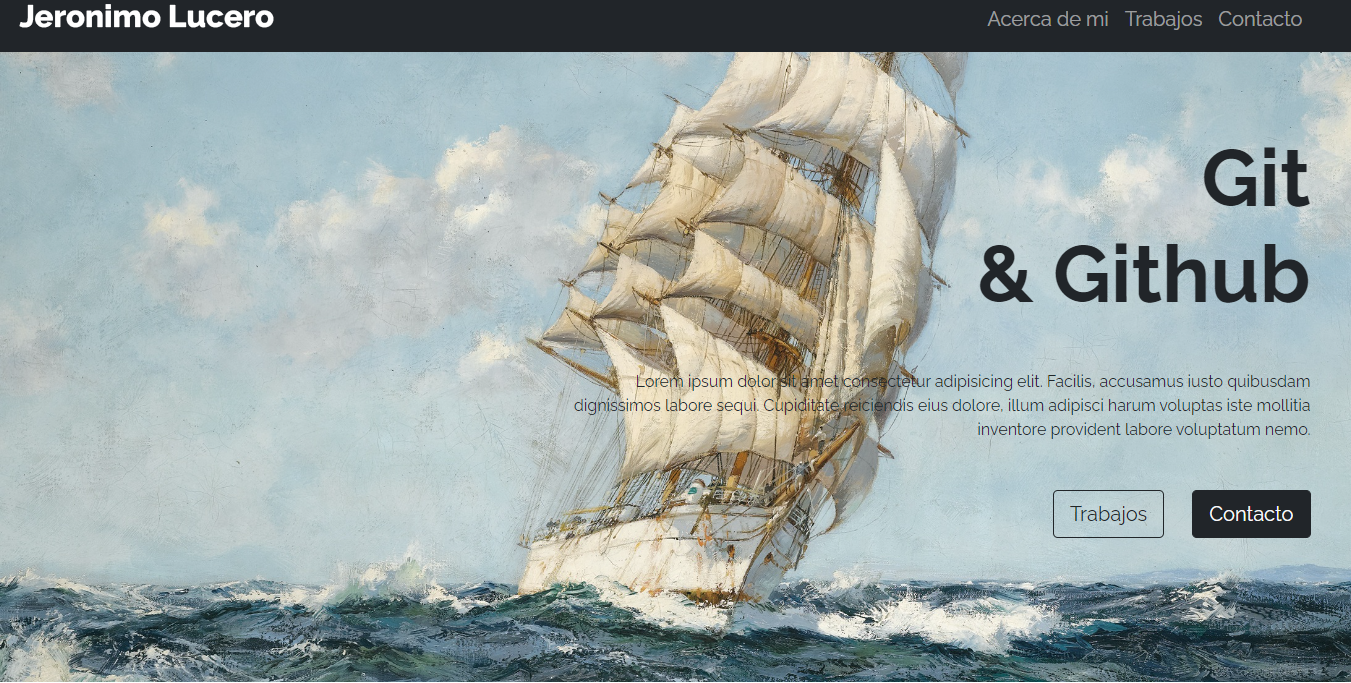 Jeronimo Lucero
Acerca de mi Trabajos Contacto
Git
& Github
Lorem ipsum dolor sit amet consectetur adipisicing elit. Facilis, accusamus iusto quibusdam
dignissimos labore sequi. Cupiditate reiciendis eius dolore, illum adipisci harum voluptas iste mollitia
inventore provident labore voluptatum nemo.
Trabajos Contacto